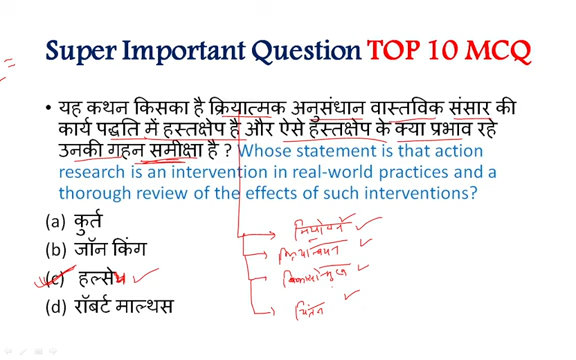 Super Important Question TOP 10 MCQ
यह कथन किसका है क्रियात्मक अनुसंधान वास्तविक संसार की
कार्य पद्धति में हस्तक्षेप है और ऐसे हस्तक्षेप के क्या प्रभाव रहे
उनकी गहन समीक्षा है ? Whose statement is that action
research is an intervention in real-world practices and a
thorough review of the effects of such interventions?
(a) कुर्त
(b) जॉन किंग
(c) हल्से
(d) रॉबर्ट माल्थस
नियोजन
क्रियान्वयन
चिंतन